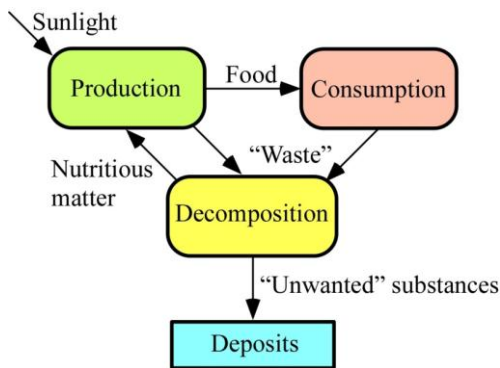 Sunlight
Production
Food
Consumption
“Waste”
Nutritious
matter
Decomposition
“Unwanted” substances
Deposits